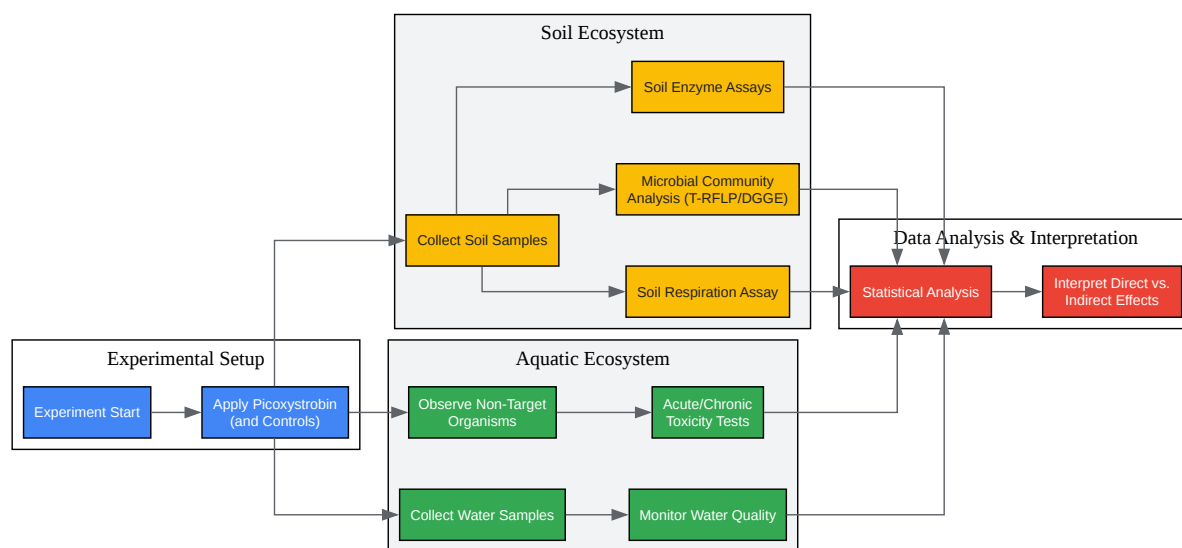 Soil Ecosystem
Soil Enzyme Assays
Microbial Community
Analysis (T-RFLP/DGGE)
Collect Soil Samples
Soil Respiration Assay
Data Analysis & Interpretation
Statistical Analysis
Interpret Direct vs.
Indirect Effects
Experimental Setup
Experiment Start
Apply Picoxystrobin
(and Controls)
Aquatic Ecosystem
Observe Non-Target
Organisms
Acute/Chronic
Toxicity Tests
Collect Water Samples
Monitor Water Quality